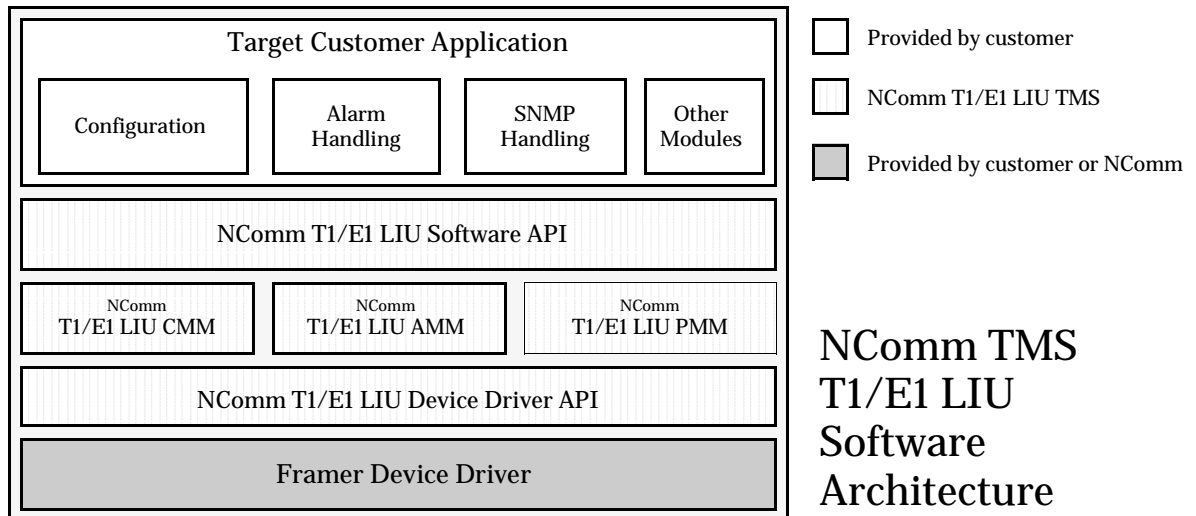 Target Customer Application
Configuration
Alarm
Handling
SNMP
Handling
Other
Modules
NComm T1/E1 LIU Software API
NComm
T1/E1 LIU CMM
NComm
T1/E1 LIU AMM
NComm
T1/E1 LIU PMM
NComm T1/E1 LIU Device Driver API
Framer Device Driver
Provided by customer
NComm T1/E1 LIU TMS
Provided by customer or NComm
NComm TMS
T1/E1 LIU
Software
Architecture